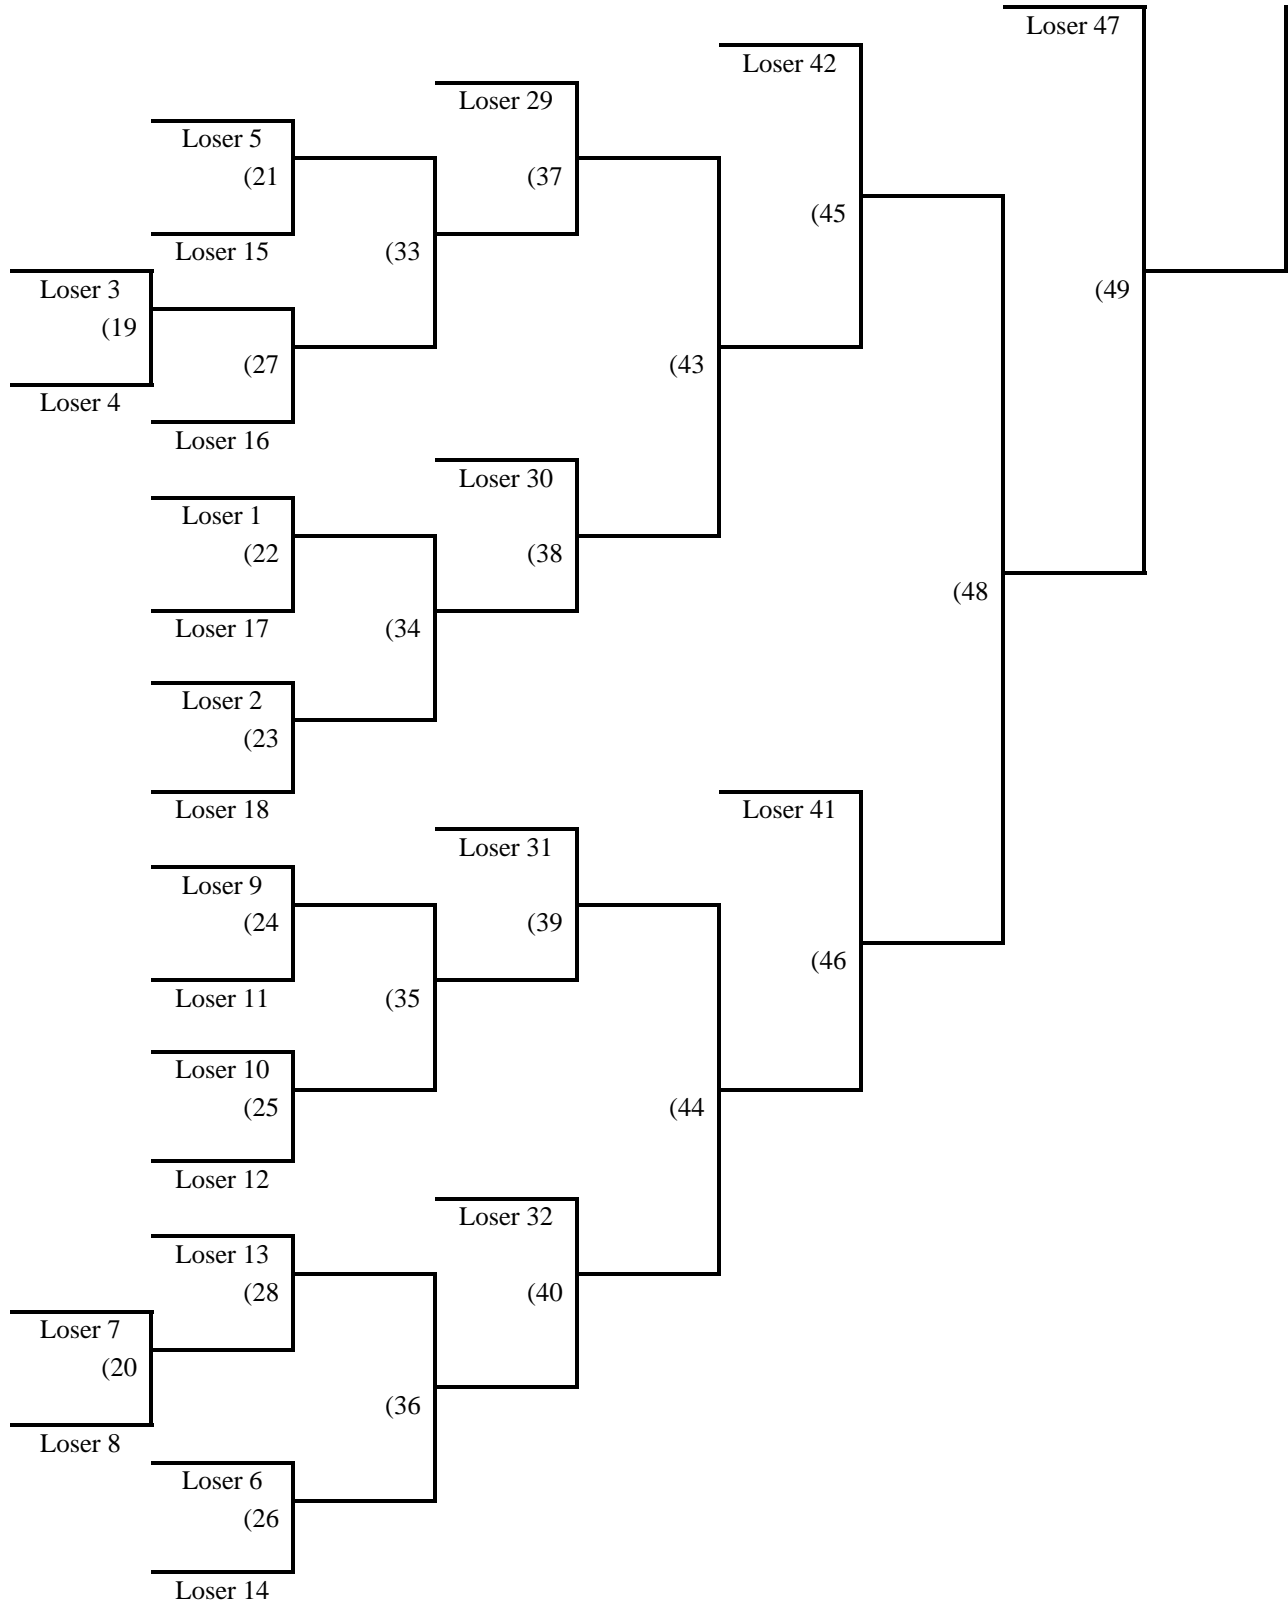 Loser 47
Loser 42
Loser 29
Loser 5
(21
(37
(45
Loser 15
(33
Loser 3
(49
(19
(27
(43
Loser 4
Loser 16
Loser 30
Loser 1
(22
(38
(48
Loser 17
(34
Loser 2
(23
Loser 18
Loser 41
Loser 31
Loser 9
(24
(39
(46
Loser 11
(35
Loser 10
(25
(44
Loser 12
Loser 32
Loser 13
(28
(40
Loser 7
(20
(36
Loser 8
Loser 6
(26
Loser 14